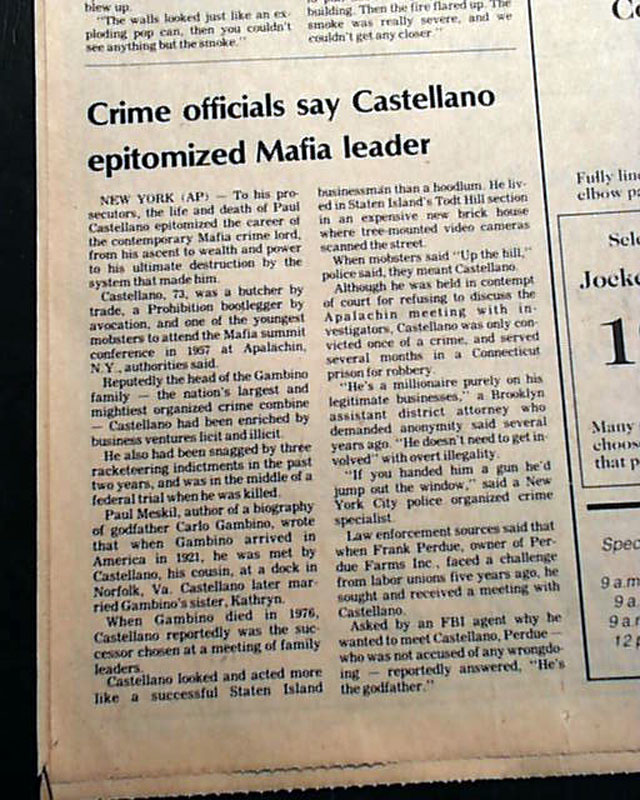 blew up.
"The walls looked just like an ex-
ploding pop can, then you couldn't
see anything but the smoke."
building. Then the fire flared up. The
smoke was really severe, and we
couldn't get any closer."
Crime officials say Castellano
epitomized Mafia leader
NEW YORK (AP) — To his pro-
secutors, the life and death of Paul
Castellano epitomized the career of
the contemporary Mafia crime lord,
from his ascent to wealth and power
to his ultimate destruction by the
system that made him.
Castellano, 73, was a butcher by
trade, a Prohibition bootlegger by
avocation, and one of the youngest
mobsters to attend the Mafia summit
conference in 1957 at Apalachin,
N.Y., authorities said.
Reputedly the head of the Gambino
family — the nation's largest and
mightiest organized crime combine
— Castellano had been enriched by
business ventures licit and illicit.
He also had been snagged by three
racketeering indictments in the past
two years, and was in the middle of a
federal trial when he was killed.
Paul Meskil, author of a biography
of godfather Carlo Gambino, wrote
that when Gambino arrived in
America in 1921, he was met by
Castellano, his cousin, at a dock in
Norfolk, Va. Castellano later mar-
ried Gambino's sister, Kathryn.
When Gambino died in 1976,
Castellano reportedly was the suc-
cessor chosen at a meeting of family
leaders.
Castellano looked and acted more
like a successful Staten Island
businessman than a hoodlum. He liv-
ed in Staten Island's Todt Hill section
in an expensive new brick house
where tree-mounted video cameras
scanned the street.
When mobsters said "Up the hill,"
police said, they meant Castellano.
Although he was held in contempt
of court for refusing to discuss the
Apalachin meeting with in-
vestigators, Castellano was only con-
victed once of a crime, and served
several months in a Connecticut
prison for robbery.
"He's a millionaire purely on his
legitimate businesses," a Brooklyn
assistant district attorney who
demanded anonymity said several
years ago. "He doesn't need to get in-
volved" with overt illegality.
"If you handed him a gun he'd
jump out the window," said a New
York City police organized crime
specialist.
Law enforcement sources said that
when Frank Perdue, owner of Per-
due Farms Inc., faced a challenge
from labor unions five years ago, he
sought and received a meeting with
Castellano.
Asked by an FBI agent why he
wanted to meet Castellano, Perdue —
who was not accused of any wrongdo-
ing — reportedly answered, "He's
the godfather."
Fully
elbow
Many
that
9 a.m
9 a.
12